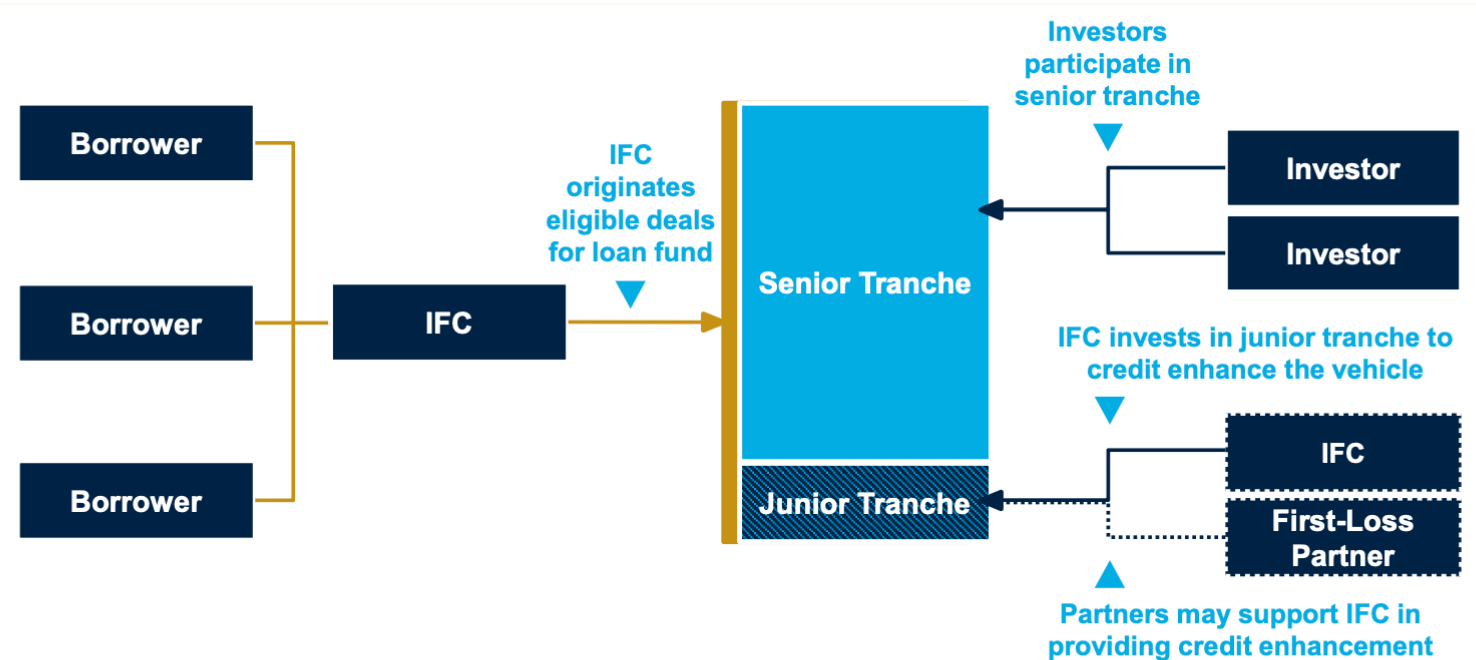 Borrower
Borrower
Borrower
IFC
IFC
originates
eligible deals
for loan fund
Senior Tranche
Junior Tranche
Investors
participate in
senior tranche
Investor
Investor
IFC invests in junior tranche to
credit enhance the vehicle
IFC
First-Loss
Partner
Partners may support IFC in
providing credit enhancement